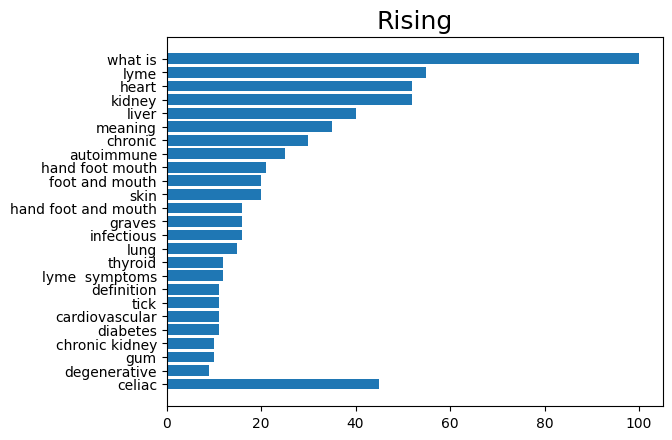 Rising
what is
lyme
heart
kidney
liver
meaning
chronic
autoimmune
hand foot mouth
foot and mouth
skin
hand foot and mouth
graves
infectious
lung
thyroid
lyme  symptoms
definition
tick
cardiovascular
diabetes
chronic kidney
gum
degenerative
celiac
0 20 40 60 80 100